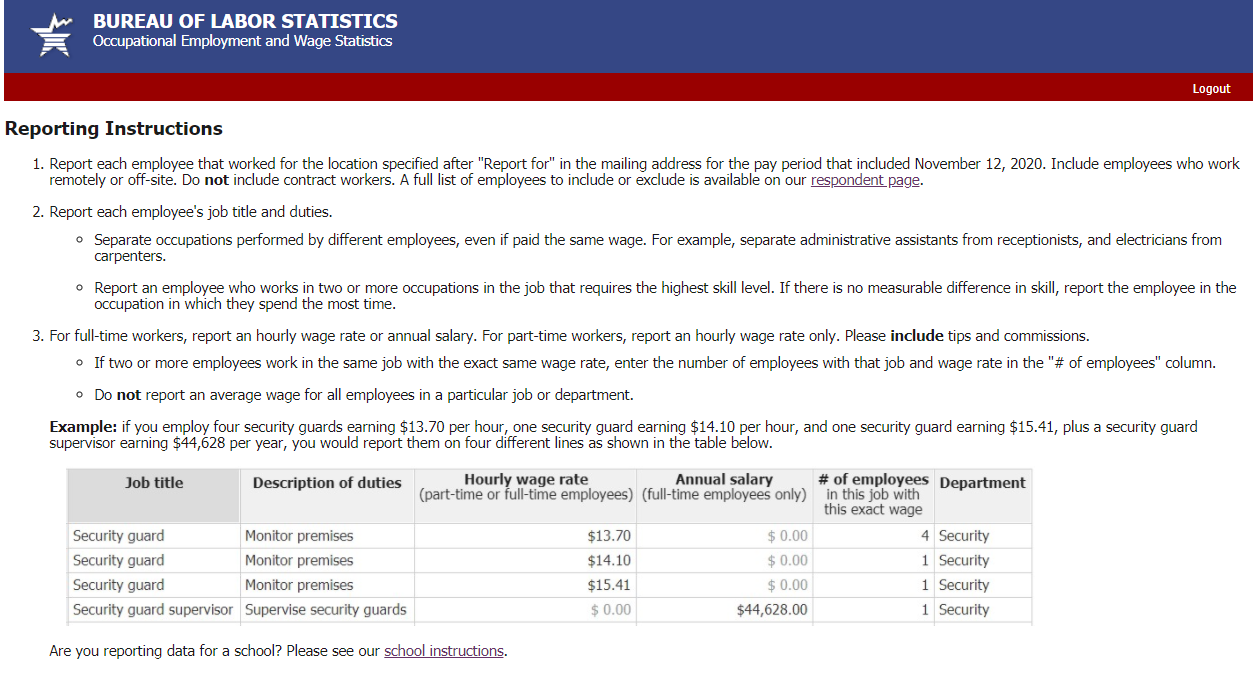 BUREAU OF LABOR STATISTICS
Occupational Employment and Wage Statistics
Logout
Reporting Instructions
1. Report each employee that worked for the location specified after "Report for" in the mailing address for the pay period that included November 12, 2020. Include employees who work
remotely or off-site. Do not include contract workers. A full list of employees to include or exclude is available on our respondent page.
2. Report each employee's job title and duties.
Separate occupations performed by different employees, even if paid the same wage. For example, separate administrative assistants from receptionists, and electricians from
carpenters.
Report an employee who works in two or more occupations in the job that requires the highest skill level. If there is no measurable difference in skill, report the employee in the
occupation in which they spend the most time.
3. For full-time workers, report an hourly wage rate or annual salary. For part-time workers, report an hourly wage rate only. Please include tips and commissions.
If two or more employees work in the same job with the exact same wage rate, enter the number of employees with that job and wage rate in the "# of employees" column.
Do not report an average wage for all employees in a particular job or department.
Example: if you employ four security guards earning $13.70 per hour, one security guard earning $14.10 per hour, and one security guard earning $15.41, plus a security guard
supervisor earning $44,628 per year, you would report them on four different lines as shown in the table below.
Job title Description of duties Hourly wage rate Annual salary # of employees Department
(part-time or full-time employees) (full-time employees only) in this job with
this exact wage
Security guard Monitor premises $13.70 $ 0.00 4 Security
Security guard Monitor premises $14.10 $ 0.00 1 Security
Security guard Monitor premises $15.41 $ 0.00 1 Security
Security guard supervisor Supervise security guards $ 0.00 $44,628.00 1 Security
Are you reporting data for a school? Please see our school instructions.